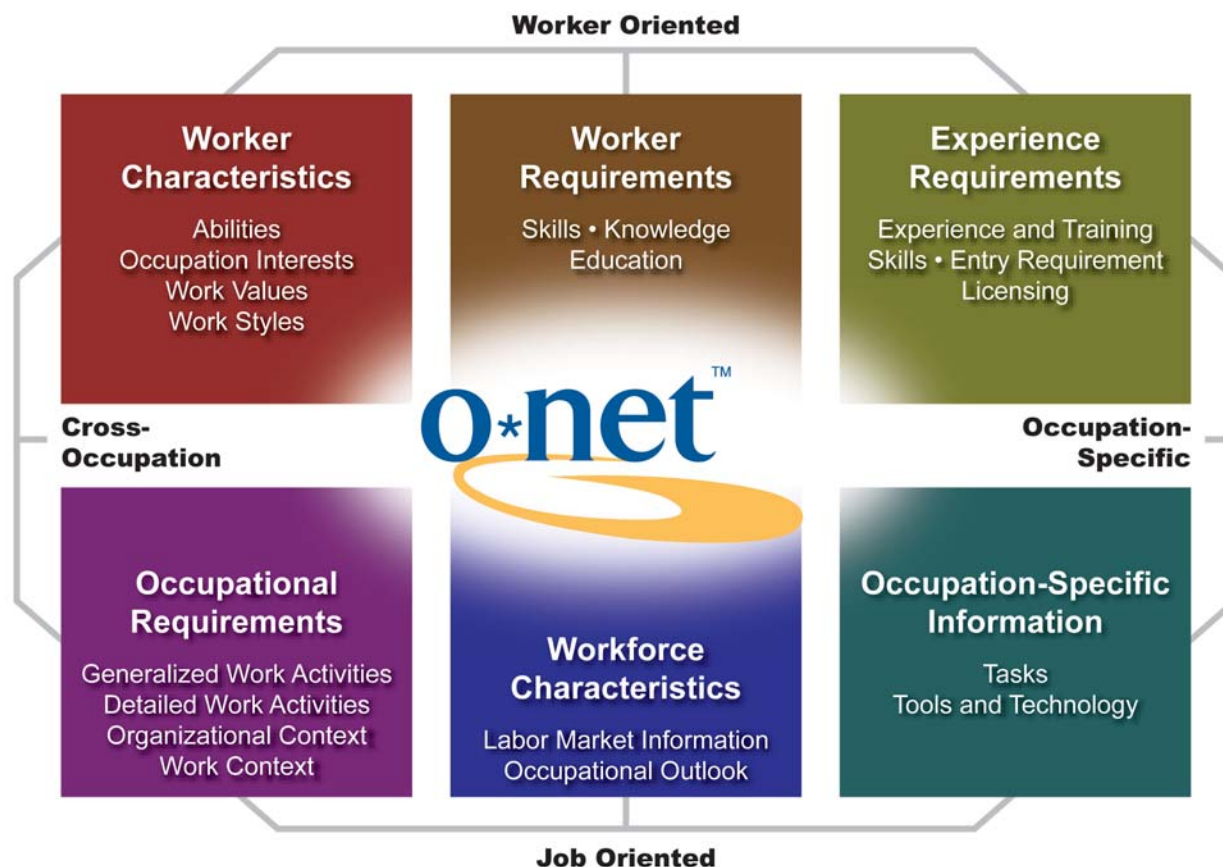 Worker Oriented
Worker
Characteristics
Abilities
Occupation Interests
Work Values
Work Styles
Worker
Requirements
Skills • Knowledge
Education
Experience
Requirements
Experience and Training
Skills • Entry Requirement
Licensing
o*net™
Cross-
Occupation
Occupation-
Specific
Occupational
Requirements
Generalized Work Activities
Detailed Work Activities
Organizational Context
Work Context
Workforce
Characteristics
Labor Market Information
Occupational Outlook
Occupation-Specific
Information
Tasks
Tools and Technology
Job Oriented